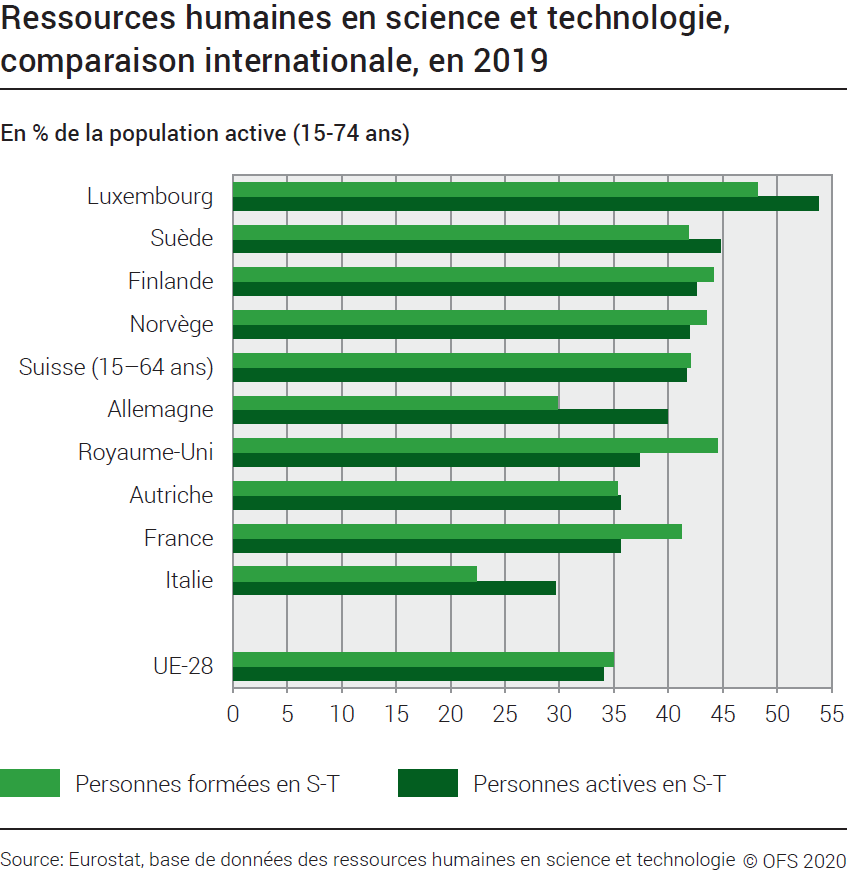 Ressources humaines en science et technologie,
comparaison internationale, en 2019
En % de la population active (15-74 ans)
Luxembourg
Suède
Finlande
Norvège
Suisse (15–64 ans)
Allemagne
Royaume-Uni
Autriche
France
Italie
UE-28
0 5 10 15 20 25 30 35 40 45 50 55
Personnes formées en S-T Personnes actives en S-T
Source: Eurostat, base de données des ressources humaines en science et technologie © OFS 2020